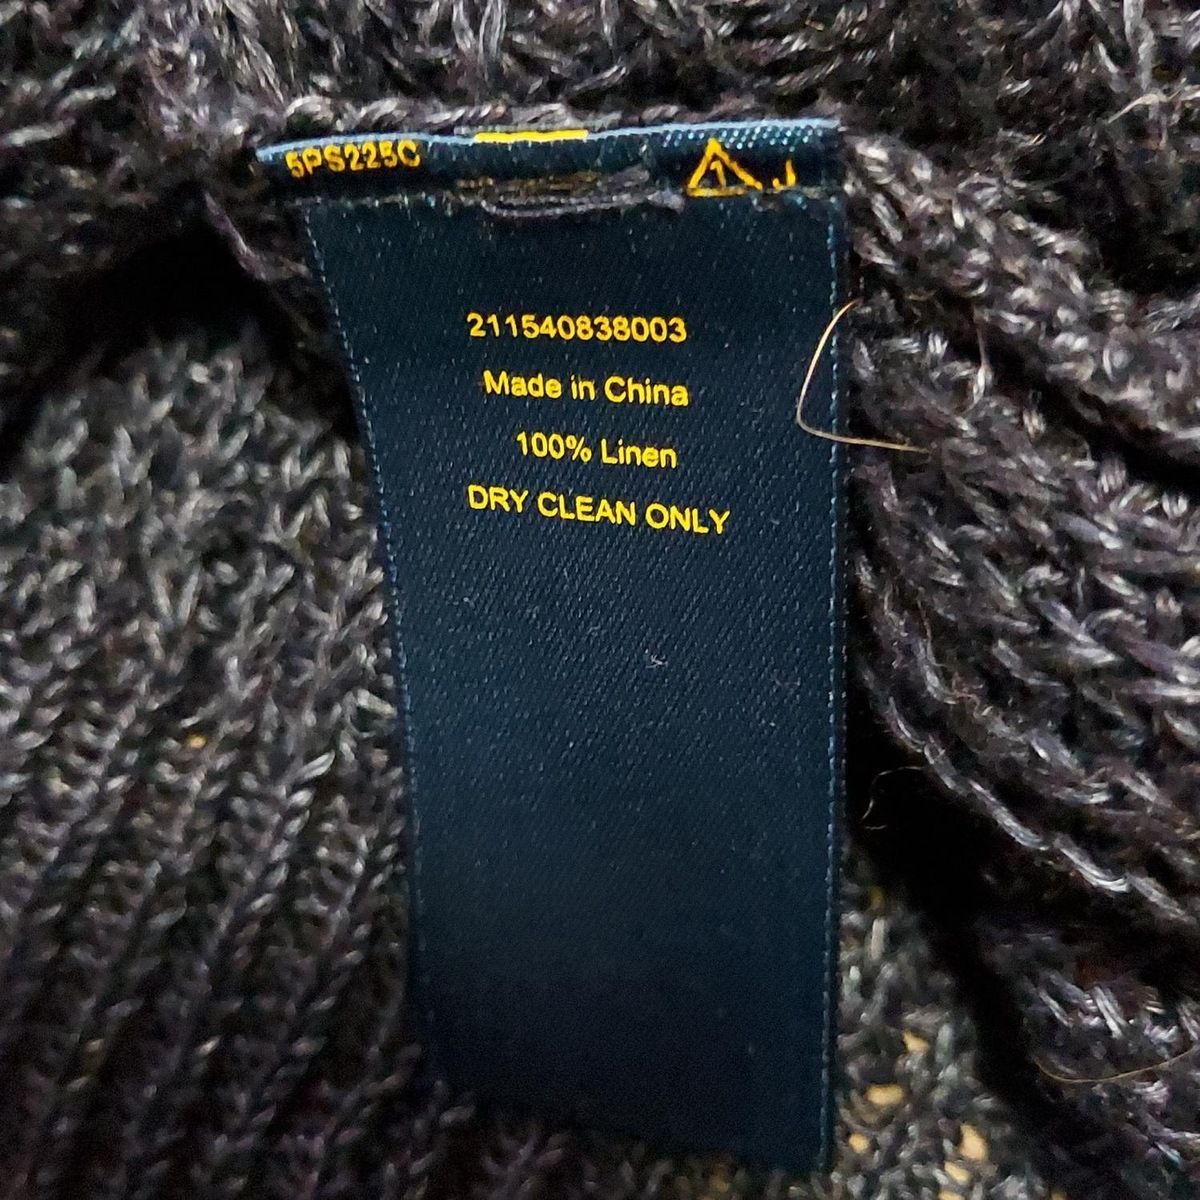 5PS225C
1 J
211540838003
Made in China
100% Linen
DRY CLEAN ONLY